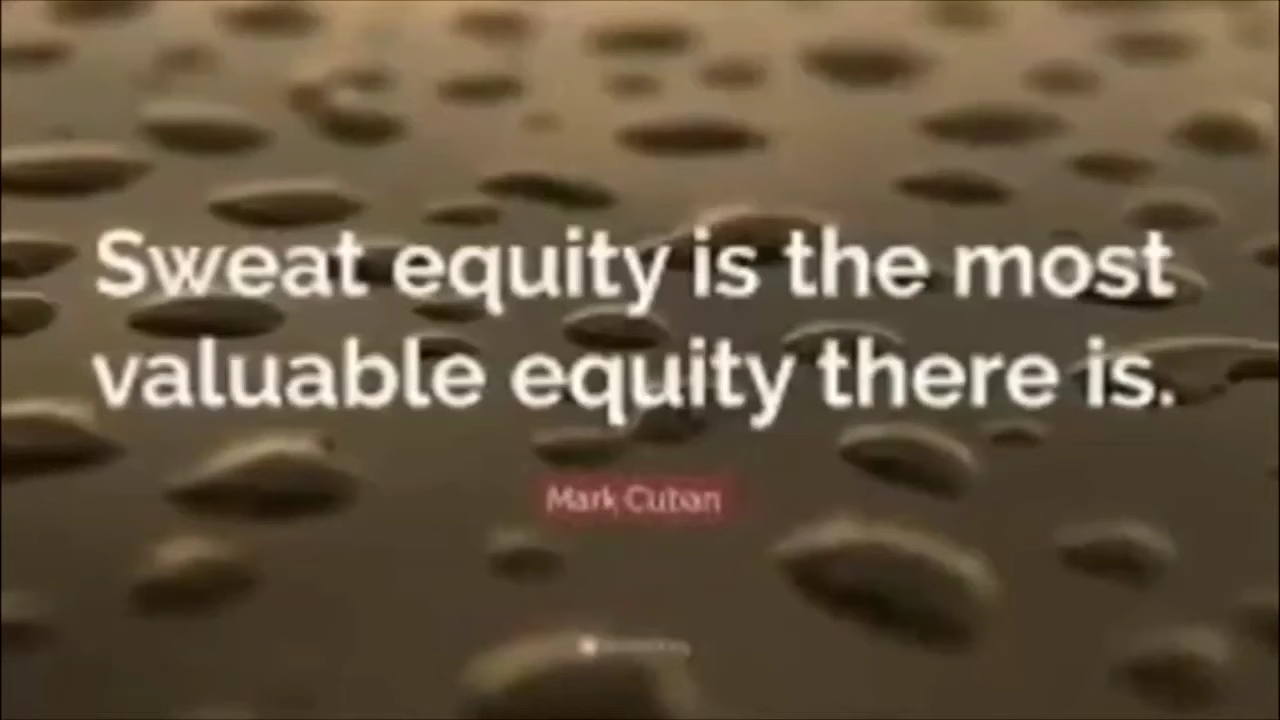 Sweat equity is the most
valuable equity there is.
Mark Cuban